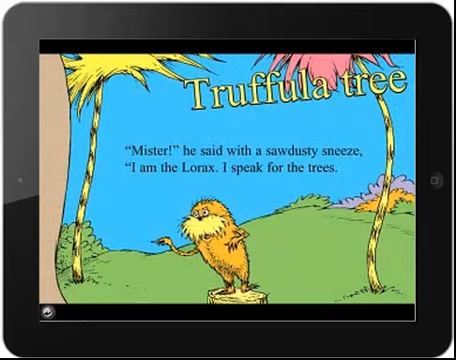 Truffula tree
“Mister!” he said with a sawdusty sneeze,
“I am the Lorax. I speak for the trees.